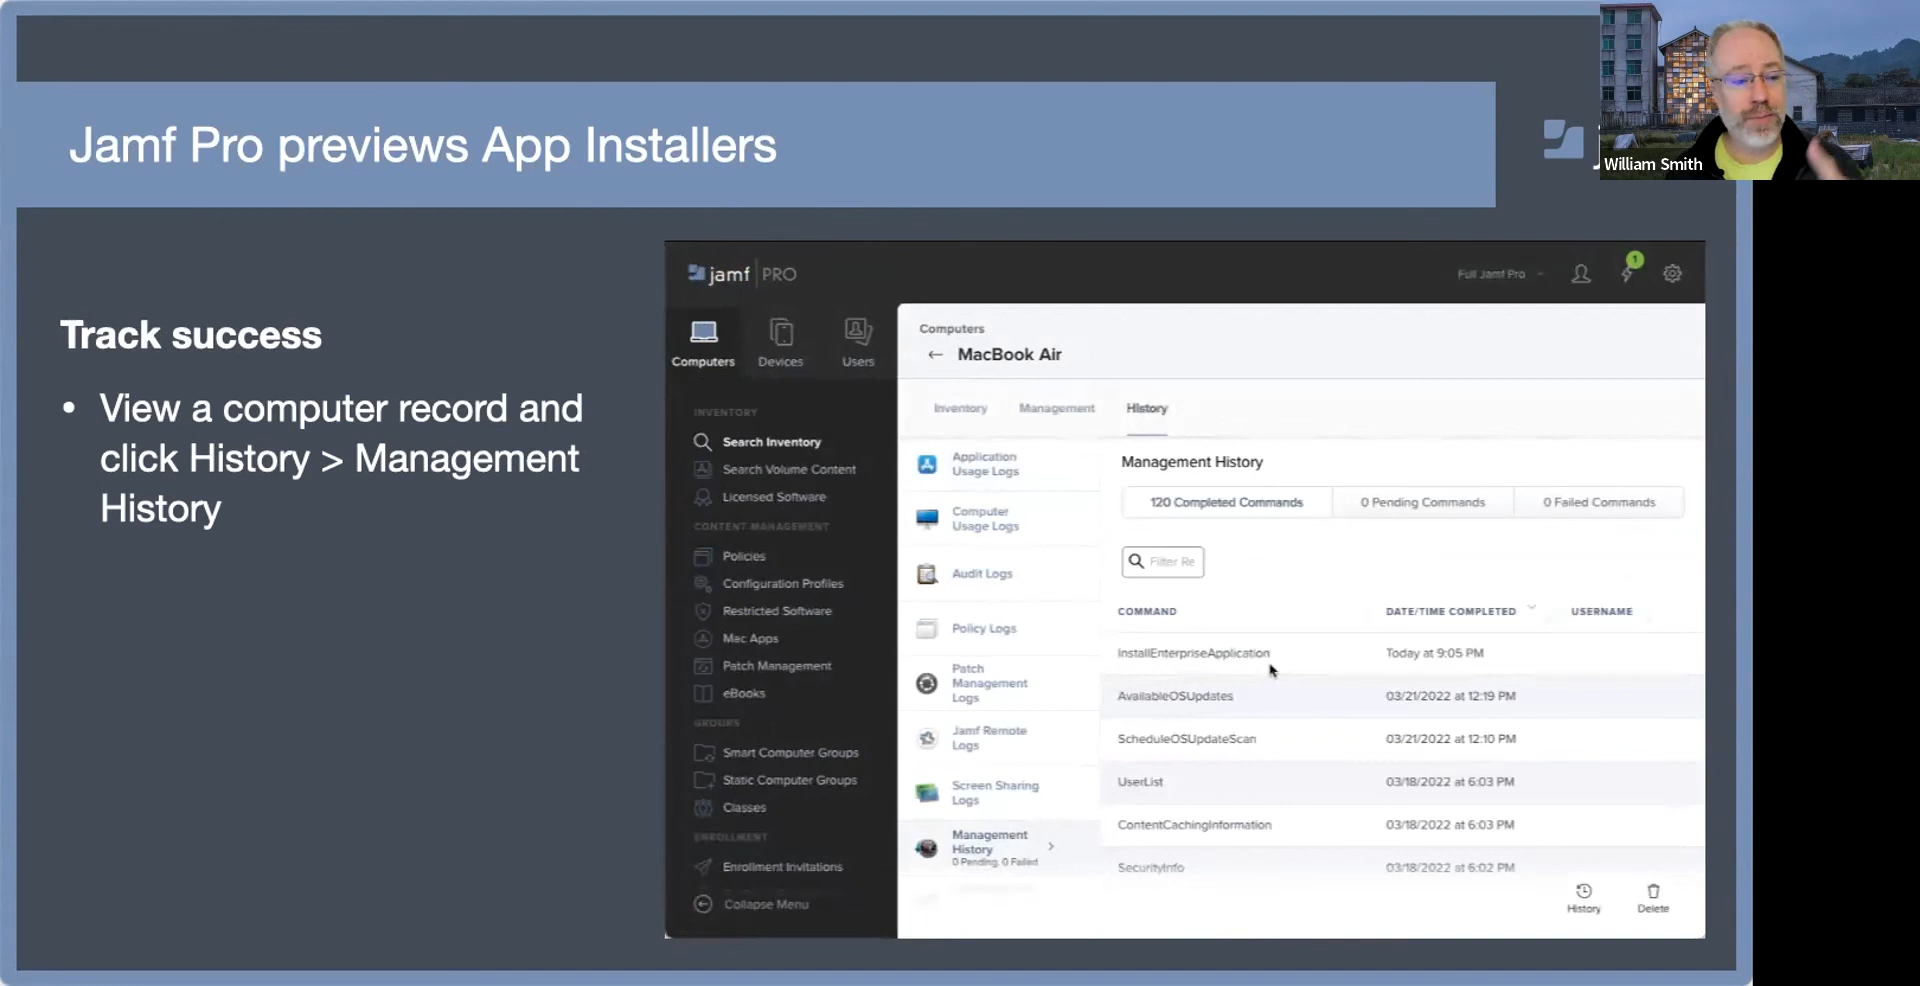 Jamf Pro previews App Installers
William Smith
Track success
• View a computer record and
click History > Management
History
jamf PRO
Full Jamf Pro
1
Computers
Devices
Users
INVENTORY
Search Inventory
Search Volume Content
Licensed Software
CONTENT MANAGEMENT
Policies
Configuration Profiles
Restricted Software
Mac Apps
Patch Management
eBooks
GROUPS
Smart Computer Groups
Static Computer Groups
Classes
ENROLLMENT
Enrollment Invitations
Collapse Menu
Computers
← MacBook Air
Inventory
Management
History
Application
Usage Logs
Computer
Usage Logs
Audit Logs
Policy Logs
Patch
Management
Logs
Jamf Remote
Logs
Screen Sharing
Logs
Management
History
0 Pending, 0 Failed
Management History
120 Completed Commands
0 Pending Commands
0 Failed Commands
Filter Re
COMMAND DATE/TIME COMPLETED USERNAME
InstallEnterpriseApplication Today at 9:05 PM
AvailableOSUpdates 03/21/2022 at 12:19 PM
ScheduleOSUpdateScan 03/21/2022 at 12:10 PM
UserList 03/18/2022 at 6:03 PM
ContentCachingInformation 03/18/2022 at 6:03 PM
SecurityInfo 03/18/2022 at 6:02 PM
History
Delete